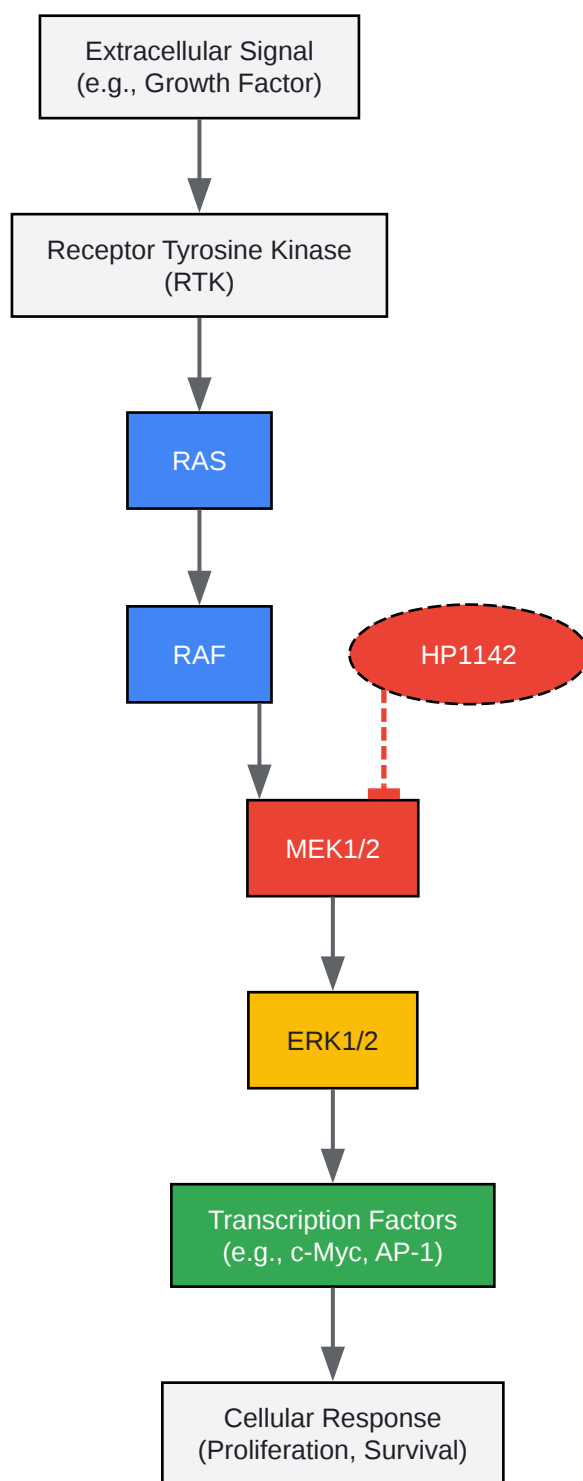 Extracellular Signal
(e.g., Growth Factor)
Receptor Tyrosine Kinase
(RTK)
RAS
RAF
HP1142
MEK1/2
ERK1/2
Transcription Factors
(e.g., c-Myc, AP-1)
Cellular Response
(Proliferation, Survival)